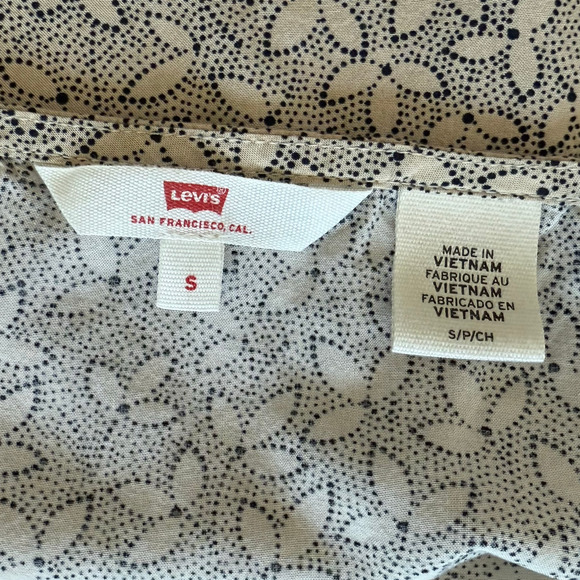 Levi's®
SAN FRANCISCO, CAL.
S
MADE IN
VIETNAM
FABRIQUE AU
VIETNAM
FABRICADO EN
VIETNAM
S/P/CH